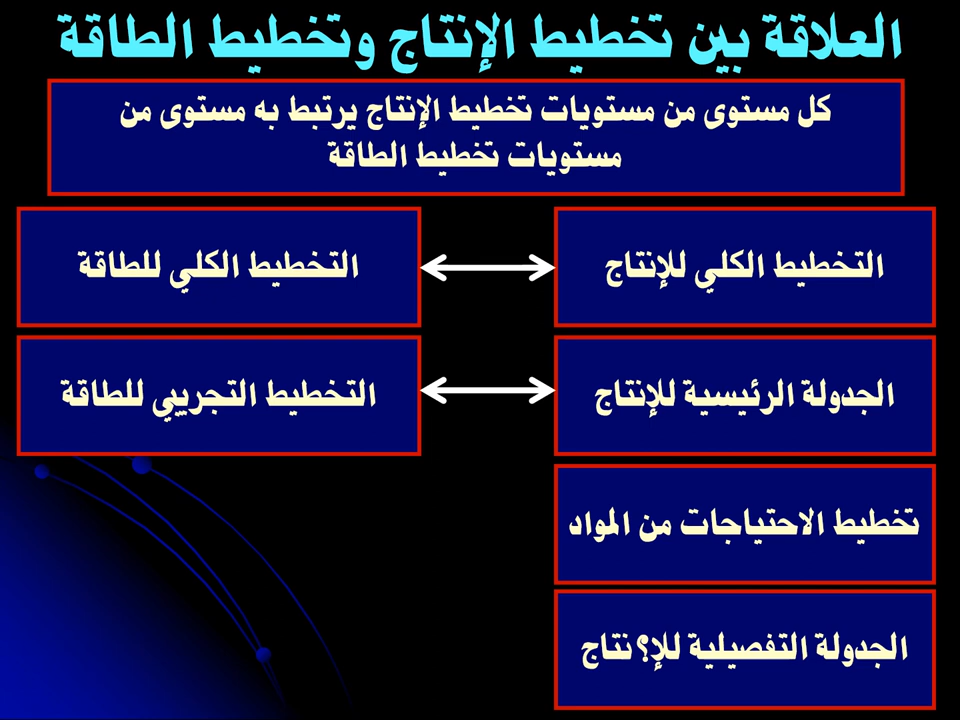 العلاقة بين تخطيط الإنتاج وتخطيط الطاقة
كل مستوى من مستويات تخطيط الإنتاج يرتبط به مستوى من
مستويات تخطيط الطاقة
التخطيط الكلي للإنتاج
التخطيط الكلي للطاقة
الجدولة الرئيسية للإنتاج
التخطيط التجريبي للطاقة
تخطيط الاحتياجات من المواد
الجدولة التفصيلية للإ؟نتاج